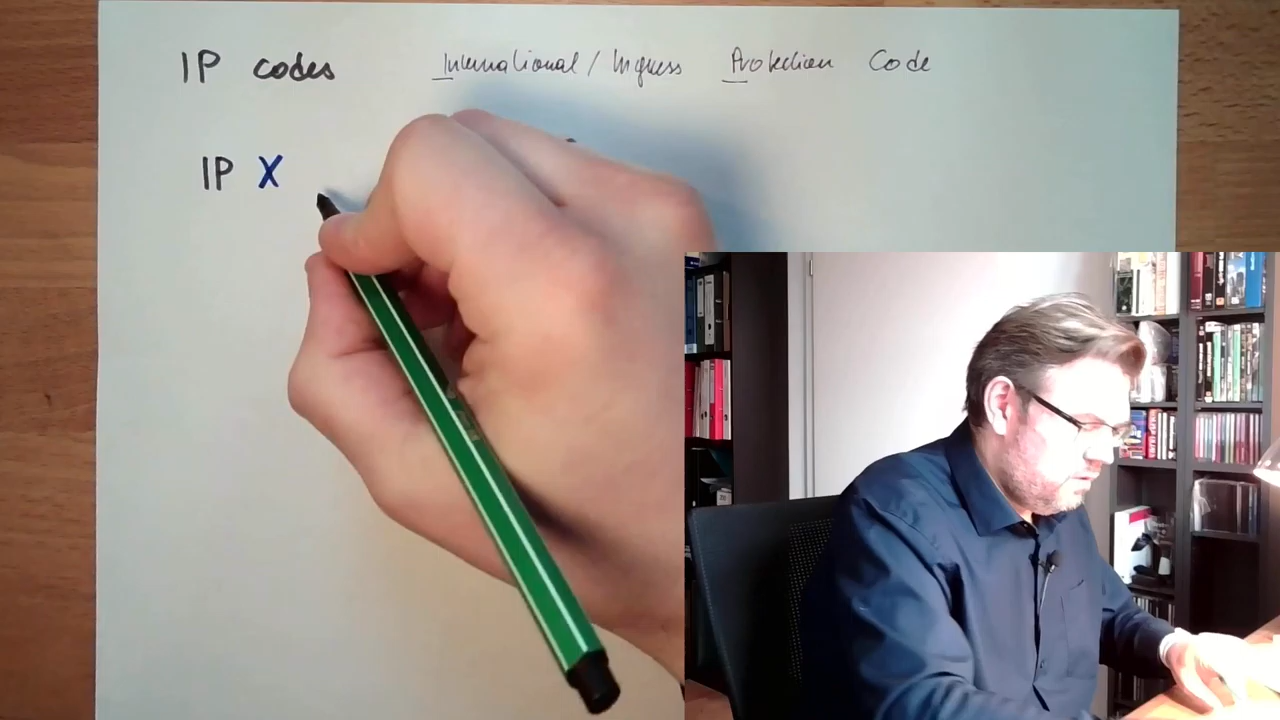 IP codes International / Ingress Protection Code
IP X